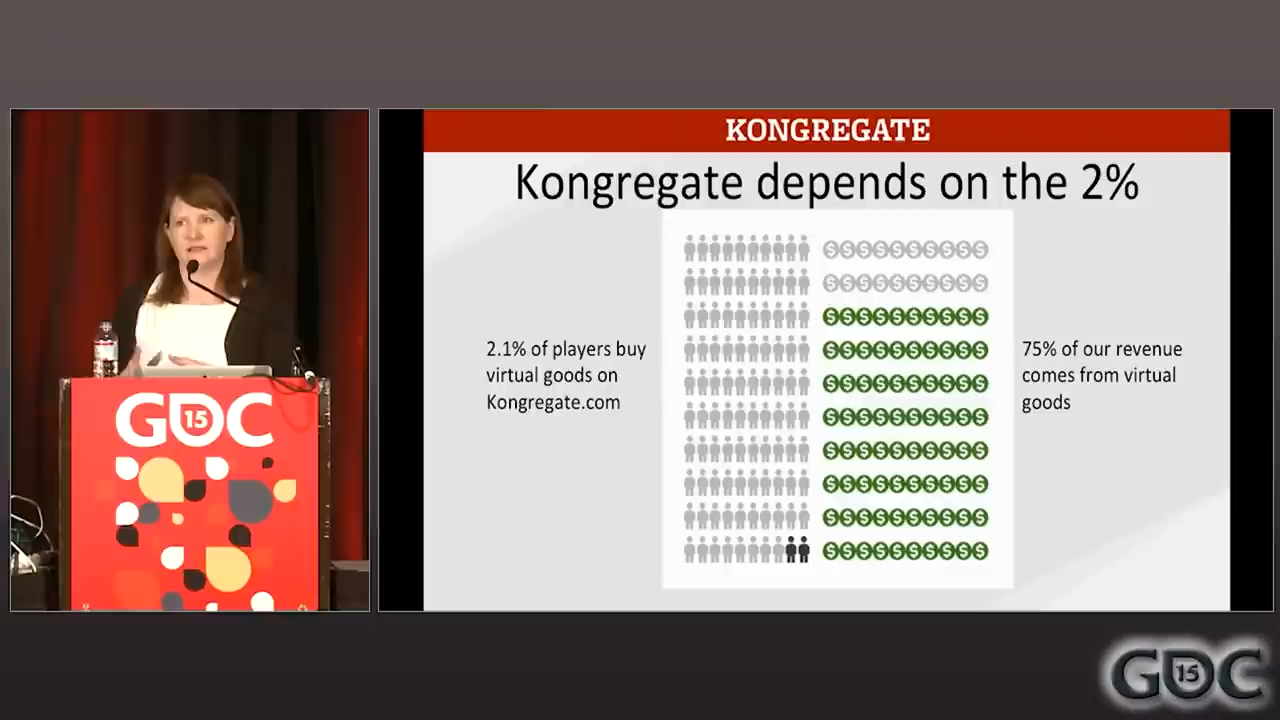 KONGREGATE
Kongregate depends on the 2%
2.1% of players buy
virtual goods on
Kongregate.com
75% of our revenue
comes from virtual
goods
GDC
15
GDC
15